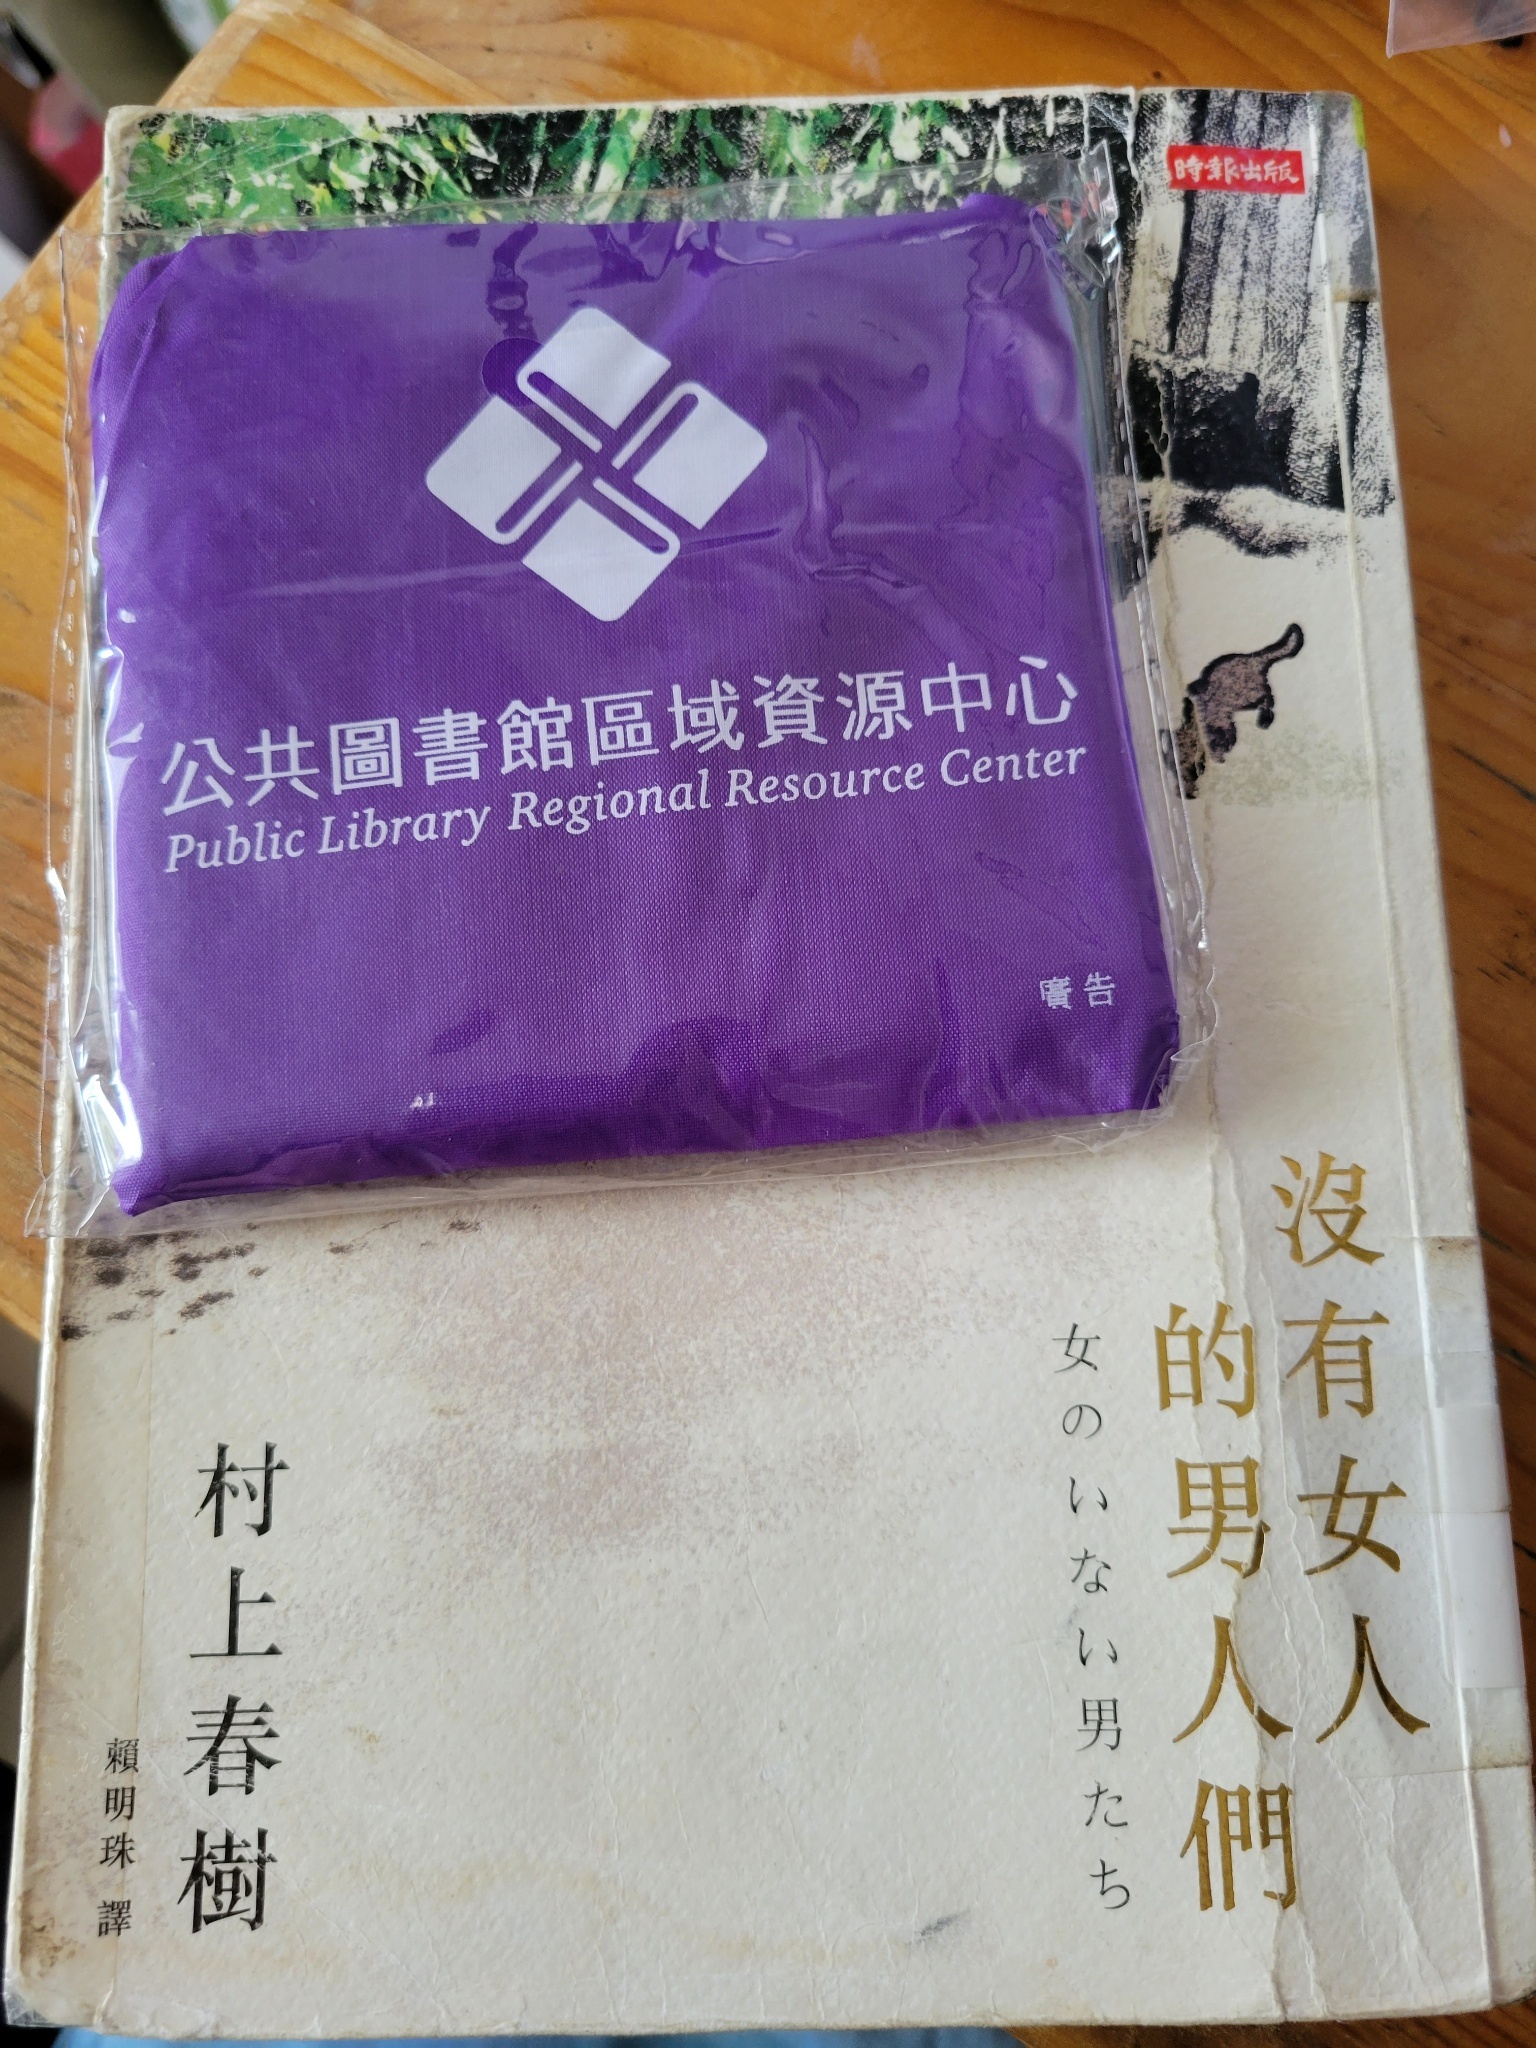 時報出版
公共圖書館區域資源中心
Public Library Regional Resource Center
廣告
沒有女人
的男人們
女のいない男たち
村上春樹
賴明珠 譯